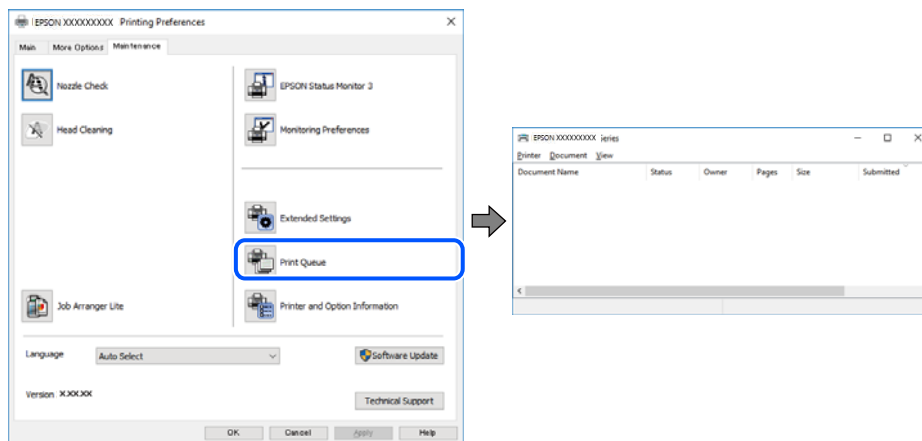 EPSON XXXXXXXXX Printing Preferences
Main More Options Maintenance
Nozzle Check
EPSON Status Monitor 3
Head Cleaning
Monitoring Preferences
Extended Settings
Print Queue
Job Arranger Lite
Printer and Option Information
Language
Auto Select
Software Update
Version X.XX.XX
Technical Support
OK Cancel Apply Help
EPSON XXXXXXXXX Series
Printer Document View
Document Name Status Owner Pages Size Submitted